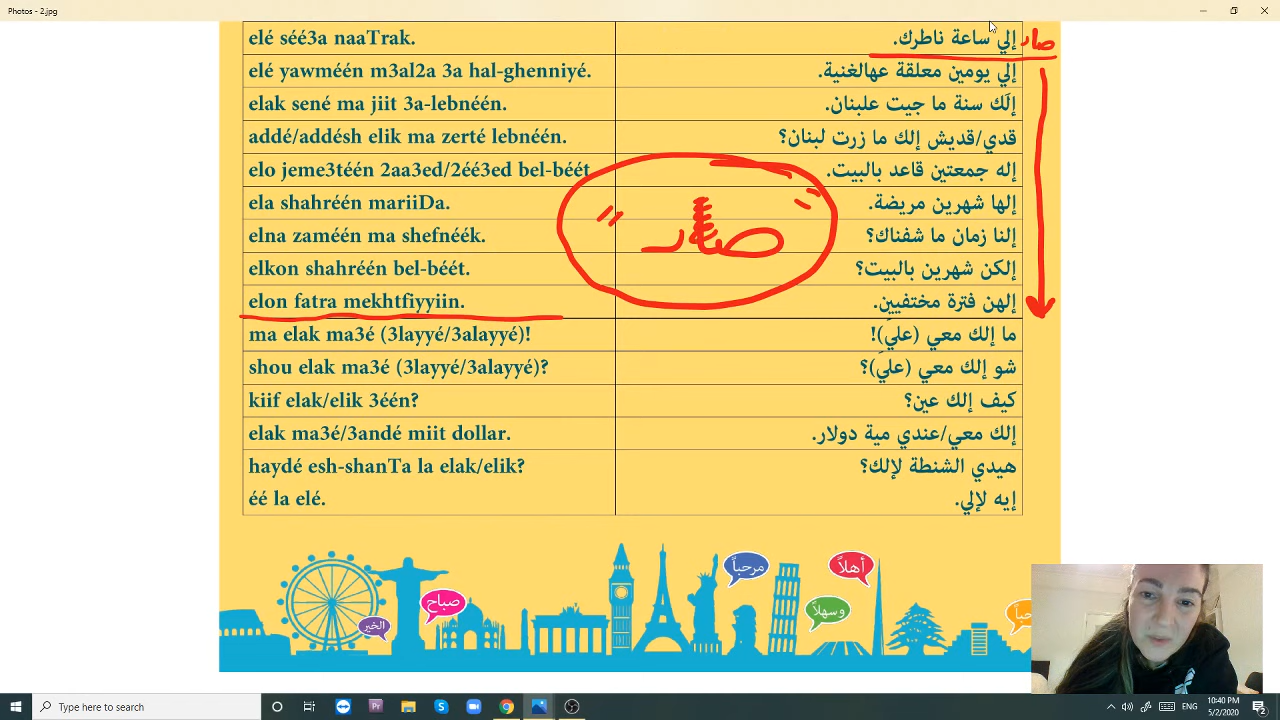 Photos - 2.jpg
elé séé3a naaTrak.
إلي ساعة ناطرك.
صار
elé yawméén m3al2a 3a hal-ghenniyé.
إلي يومين معلقة عهالغنية.
elak sené ma jiit 3a-lebnéén.
إلَك سنة ما جيت علبنان.
addé/addésh elik ma zerté lebnéén.
قدي/قديش إلك ما زرت لبنان؟
elo jeme3téén 2aa3ed/2éé3ed bel-béét
إله جمعتين قاعد بالبيت.
ela shahréén mariiDa.
إلها شهرين مريضة.
صار
elna zaméén ma shefnéék.
إلنا زمان ما شفناك؟
elkon shahréén bel-béét.
إلكن شهرين بالبيت؟
elon fatra mekhtfiyyiin.
إلهن فترة مختفيين.
ma elak ma3é (3layyé/3alayyé)!
ما إلك معي (عليَ)!
shou elak ma3é (3layyé/3alayyé)?
شو إلك معي (عليَ)؟
kiif elak/elik 3één?
كيف إلك عين؟
elak ma3é/3andé miit dollar.
إلك معي/عندي مية دولار.
haydé esh-shanTa la elak/elik?
هيدي الشنطة لإلك؟
éé la elé.
إيه لإلي.
مرحباً
أهلاً
صباح
وسهلاً
الخير
Type here to search
ENG
10:40 PM
5/2/2020
2